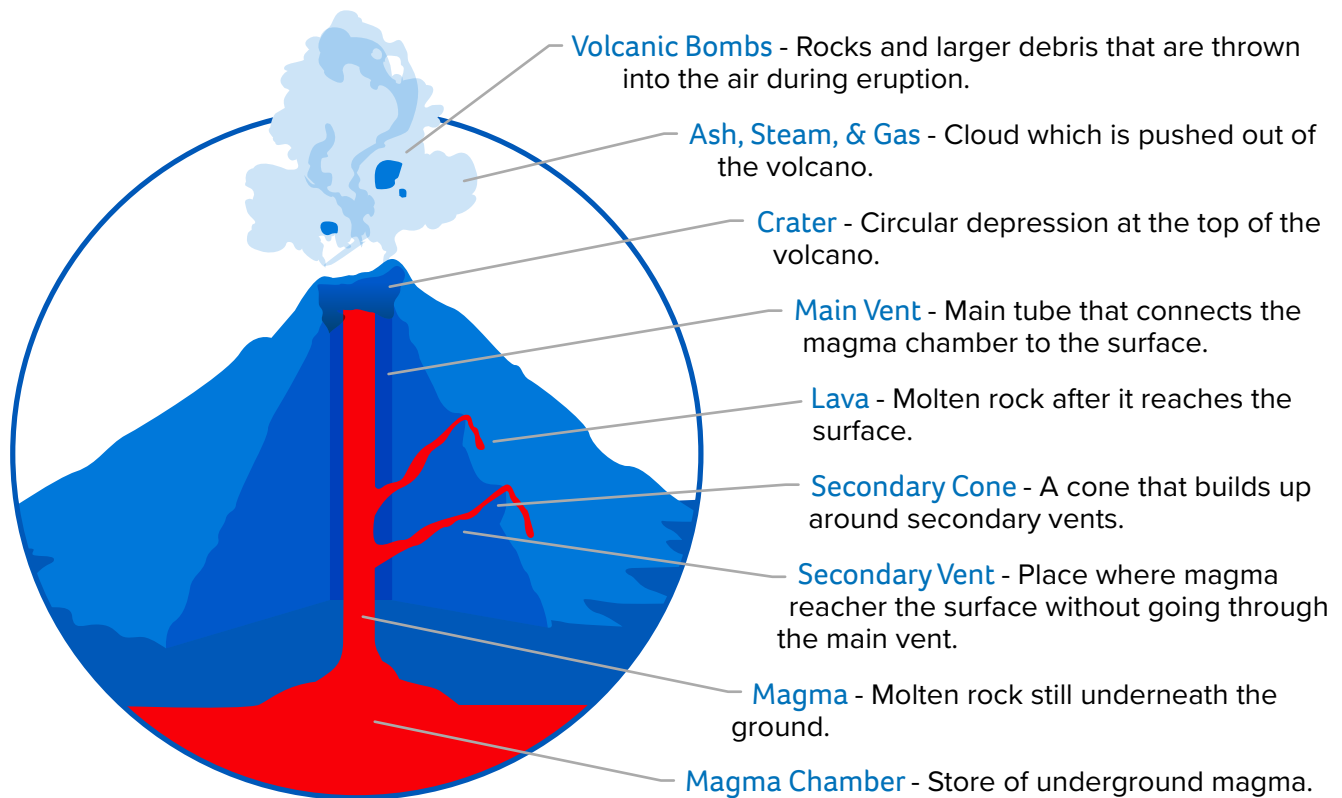 Volcanic Bombs - Rocks and larger debris that are thrown
into the air during eruption.
Ash, Steam, & Gas - Cloud which is pushed out of
the volcano.
Crater - Circular depression at the top of the
volcano.
Main Vent - Main tube that connects the
magma chamber to the surface.
Lava - Molten rock after it reaches the
surface.
Secondary Cone - A cone that builds up
around secondary vents.
Secondary Vent - Place where magma
reacher the surface without going through
the main vent.
Magma - Molten rock still underneath the
ground.
Magma Chamber - Store of underground magma.